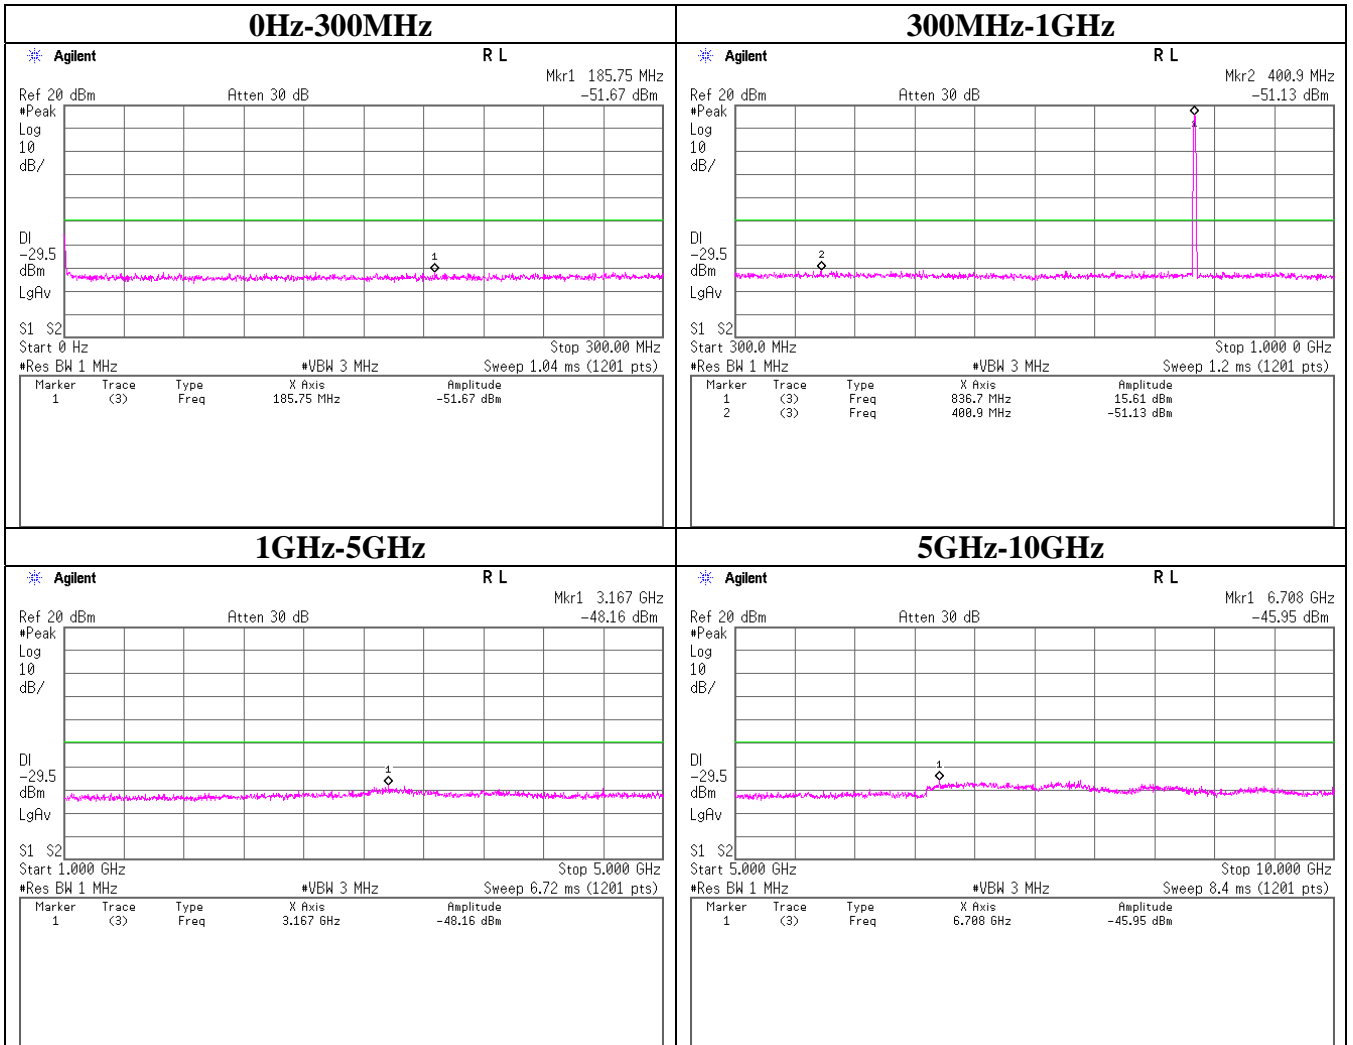 0Hz-300MHz
Agilent
R L
Mkr1 185.75 MHz
Ref 20 dBm Atten 30 dB -51.67 dBm
#Peak
Log
10
dB/
1
DI
-29.5
dBm
LgAv
S1 S2
Start 0 Hz Stop 300.00 MHz
#Res BW 1 MHz #VBW 3 MHz Sweep 1.04 ms (1201 pts)
Marker Trace Type X Axis Amplitude
1 (3) Freq 185.75 MHz -51.67 dBm
300MHz-1GHz
Agilent
R L
Mkr2 400.9 MHz
Ref 20 dBm Atten 30 dB -51.13 dBm
#Peak
Log
10
dB/
1
2
DI
-29.5
dBm
LgAv
S1 S2
Start 300.0 MHz Stop 1.000 0 GHz
#Res BW 1 MHz #VBW 3 MHz Sweep 1.2 ms (1201 pts)
Marker Trace Type X Axis Amplitude
1 (3) Freq 836.7 MHz 15.61 dBm
2 (3) Freq 400.9 MHz -51.13 dBm
1GHz-5GHz
Agilent
R L
Mkr1 3.167 GHz
Ref 20 dBm Atten 30 dB -48.16 dBm
#Peak
Log
10
dB/
1
DI
-29.5
dBm
LgAv
S1 S2
Start 1.000 GHz Stop 5.000 GHz
#Res BW 1 MHz #VBW 3 MHz Sweep 6.72 ms (1201 pts)
Marker Trace Type X Axis Amplitude
1 (3) Freq 3.167 GHz -48.16 dBm
5GHz-10GHz
Agilent
R L
Mkr1 6.708 GHz
Ref 20 dBm Atten 30 dB -45.95 dBm
#Peak
Log
10
dB/
1
DI
-29.5
dBm
LgAv
S1 S2
Start 5.000 GHz Stop 10.000 GHz
#Res BW 1 MHz #VBW 3 MHz Sweep 8.4 ms (1201 pts)
Marker Trace Type X Axis Amplitude
1 (3) Freq 6.708 GHz -45.95 dBm